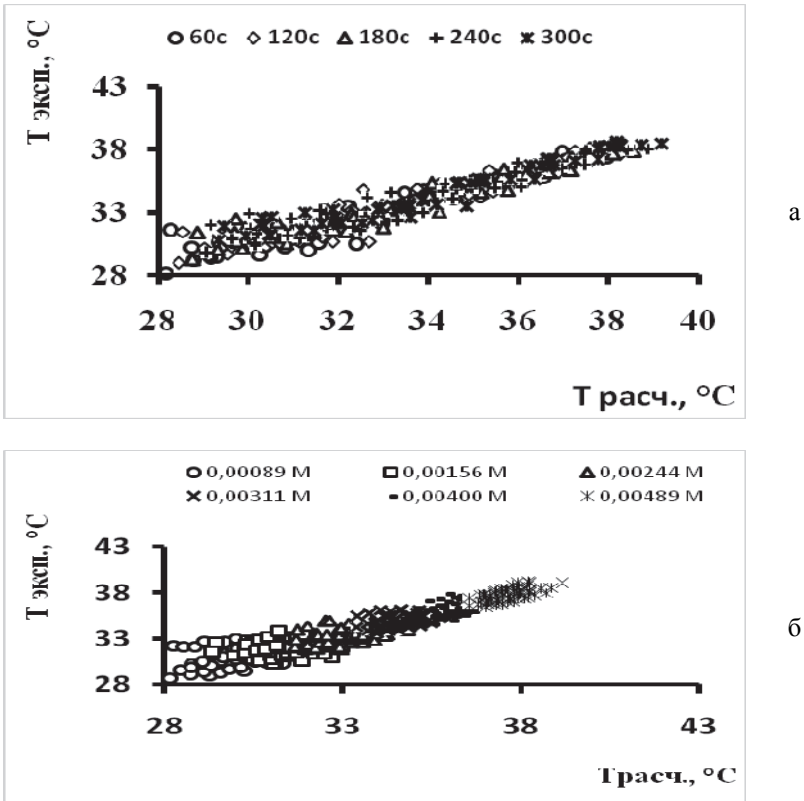 60с 120с 180с 240с 300с
Т эксп., °С
43
38
33
28
28 30 32 34 36 38 40
Т расч., °С
а
0,00089 М 0,00156 М 0,00244 М
0,00311 М 0,00400 М 0,00489 М
Т эксп., °С
43
38
33
28
28 33 38 43
Трасч., °С
б